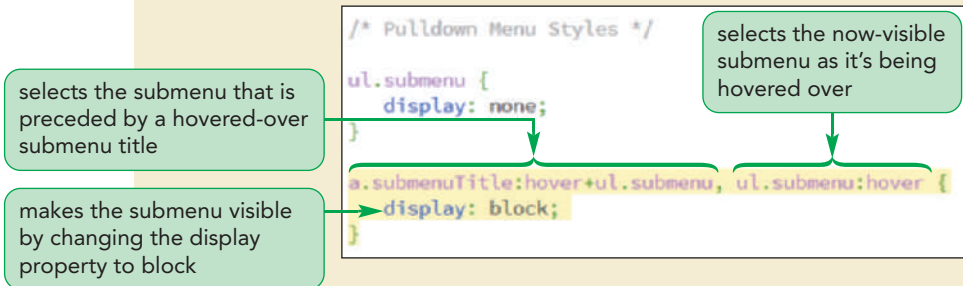 /* Pulldown Menu Styles */
selects the now-visible
submenu as it's being
hovered over
selects the submenu that is
preceded by a hovered-over
submenu title
ul.submenu {
display: none;
}
a.submenuTitle:hover+ul.submenu, ul.submenu:hover {
display: block;
}
makes the submenu visible
by changing the display
property to block